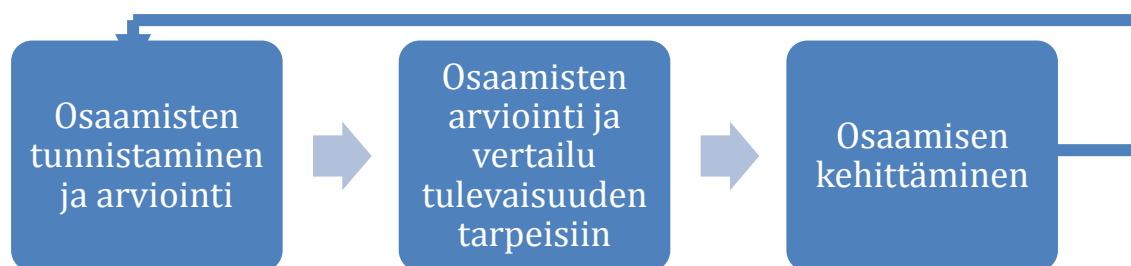 Osaamisten
tunnistaminen
ja arviointi
Osaamisten
arviointi ja
vertailu
tulevaisuuden
tarpeisiin
Osaamisen
kehittäminen